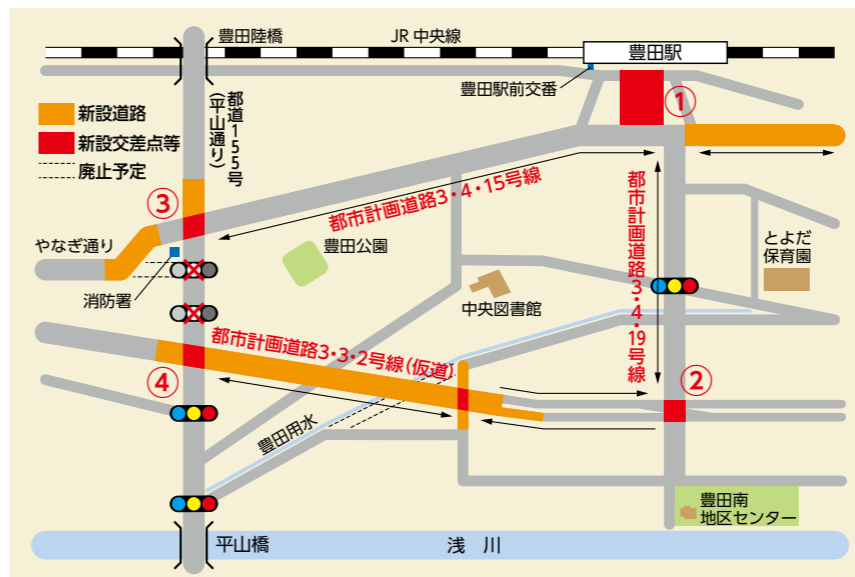 豊田陸橋
JR中央線
豊田駅
豊田駅前交番
①
新設道路
新設交差点等
廃止予定
都道155号
(平山通り)
③
都市計画道路3・4・15号線
都市計画道路3・4・19号線
やなぎ通り
消防署
豊田公園
中央図書館
とよだ
保育園
都市計画道路3・3・2号線(仮道)
④
②
豊田用水
豊田南
地区センター
平山橋
浅川